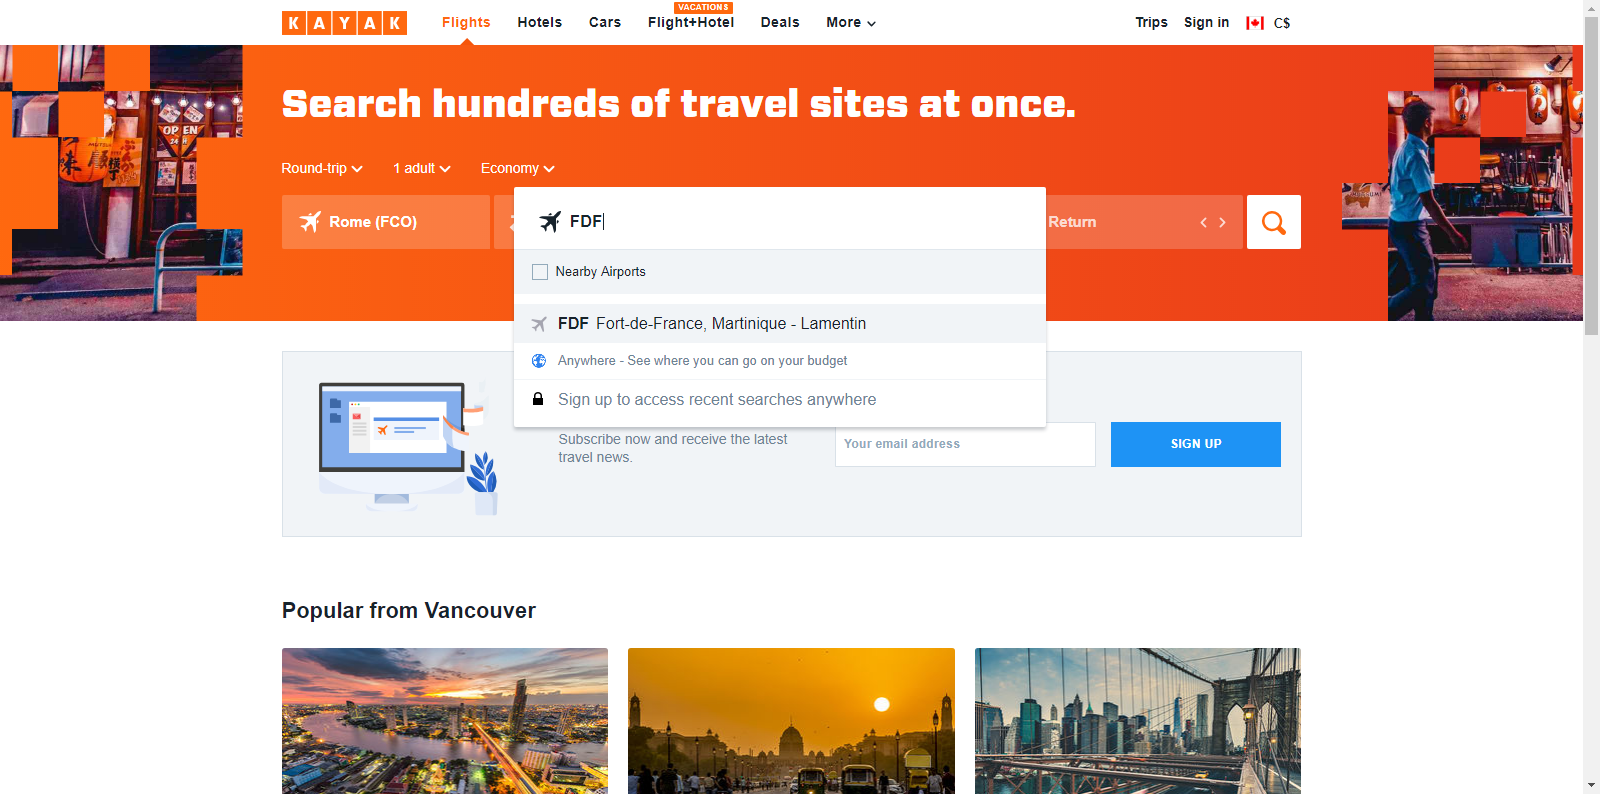 KAYAK
Flights
Hotels
Cars
VACATIONS
Flight+Hotel
Deals
More
Trips
Sign in
C$
Search hundreds of travel sites at once.
OPEN
Round-trip
1 adult
Economy
Rome (FCO)
FDF
Return
Nearby Airports
FDF Fort-de-France, Martinique - Lamentin
Anywhere - See where you can go on your budget
Sign up to access recent searches anywhere
Subscribe now and receive the latest
travel news.
Your email address
SIGN UP
Popular from Vancouver